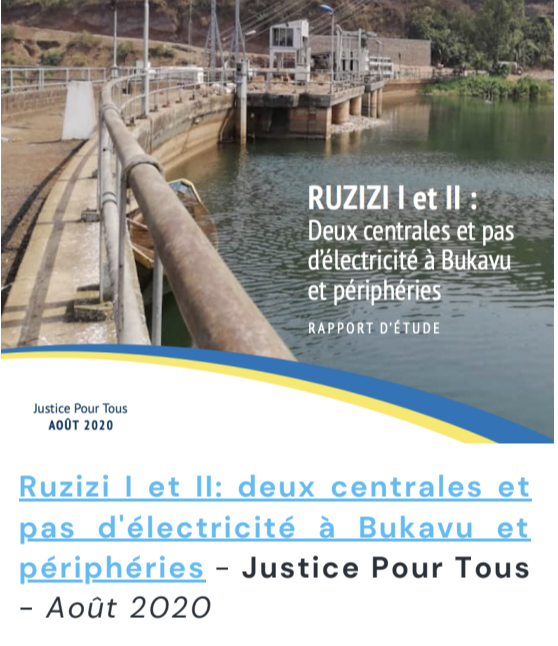 RUZIZI I et II :
Deux centrales et pas
d'électricité à Bukavu
et périphéries
RAPPORT D'ÉTUDE
Justice Pour Tous
AOÛT 2020
Ruzizi I et II: deux centrales et
pas d'électricité à Bukavu et
périphéries – Justice Pour Tous
– Août 2020